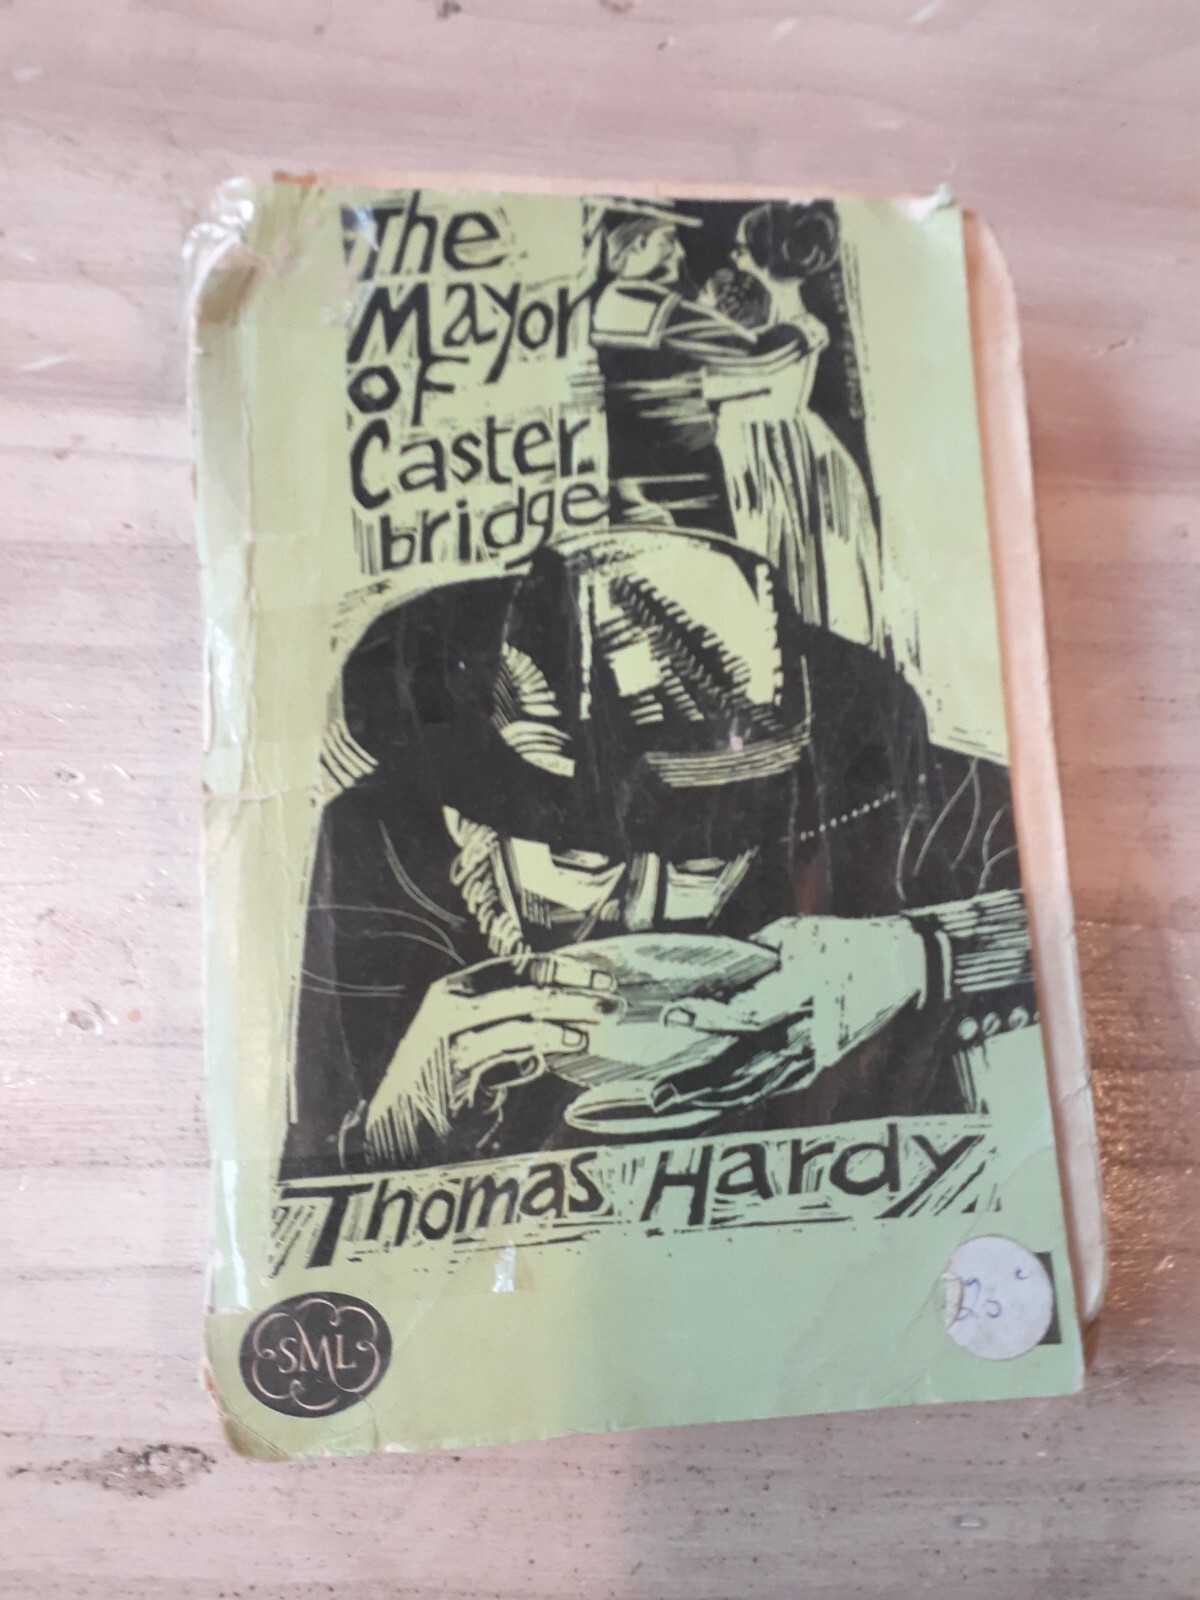 The
Mayor
of
Caster
bridge
Thomas Hardy
SML